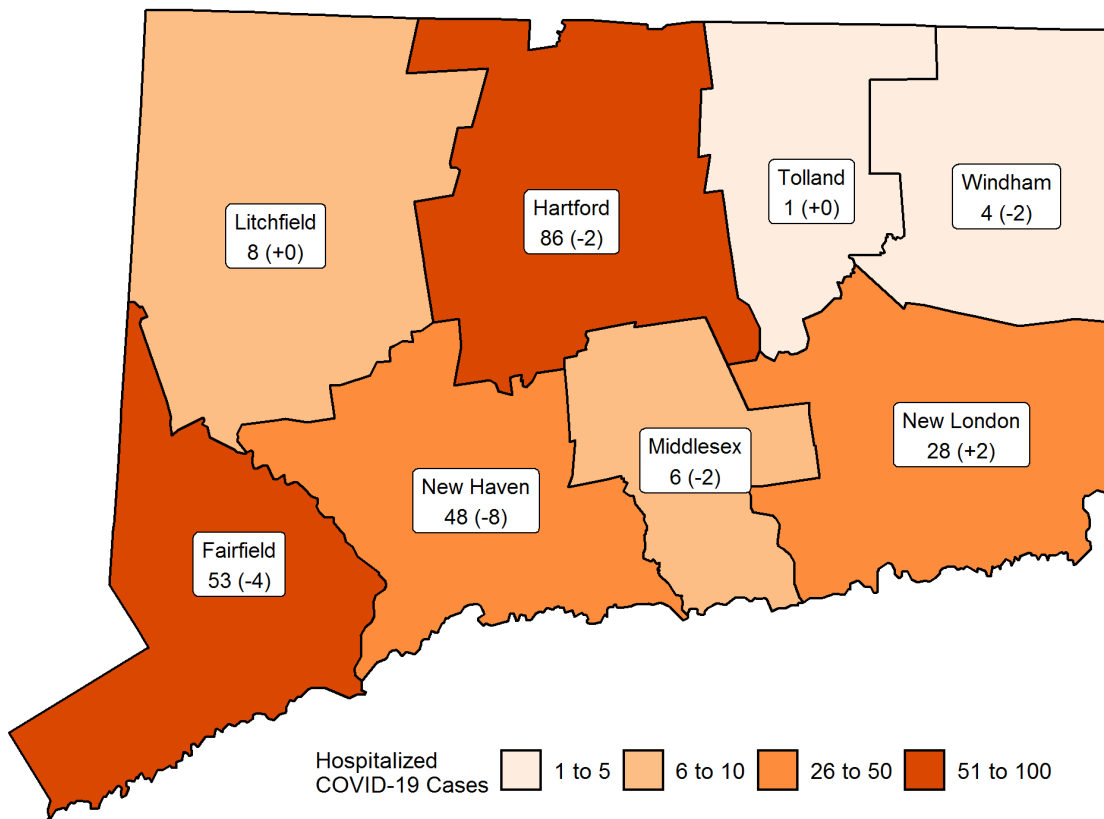 Tolland
1 (+0)
Windham
4 (-2)
Hartford
86 (-2)
Litchfield
8 (+0)
New London
28 (+2)
Middlesex
6 (-2)
New Haven
48 (-8)
Fairfield
53 (-4)
Hospitalized
COVID-19 Cases
1 to 5
6 to 10
26 to 50
51 to 100